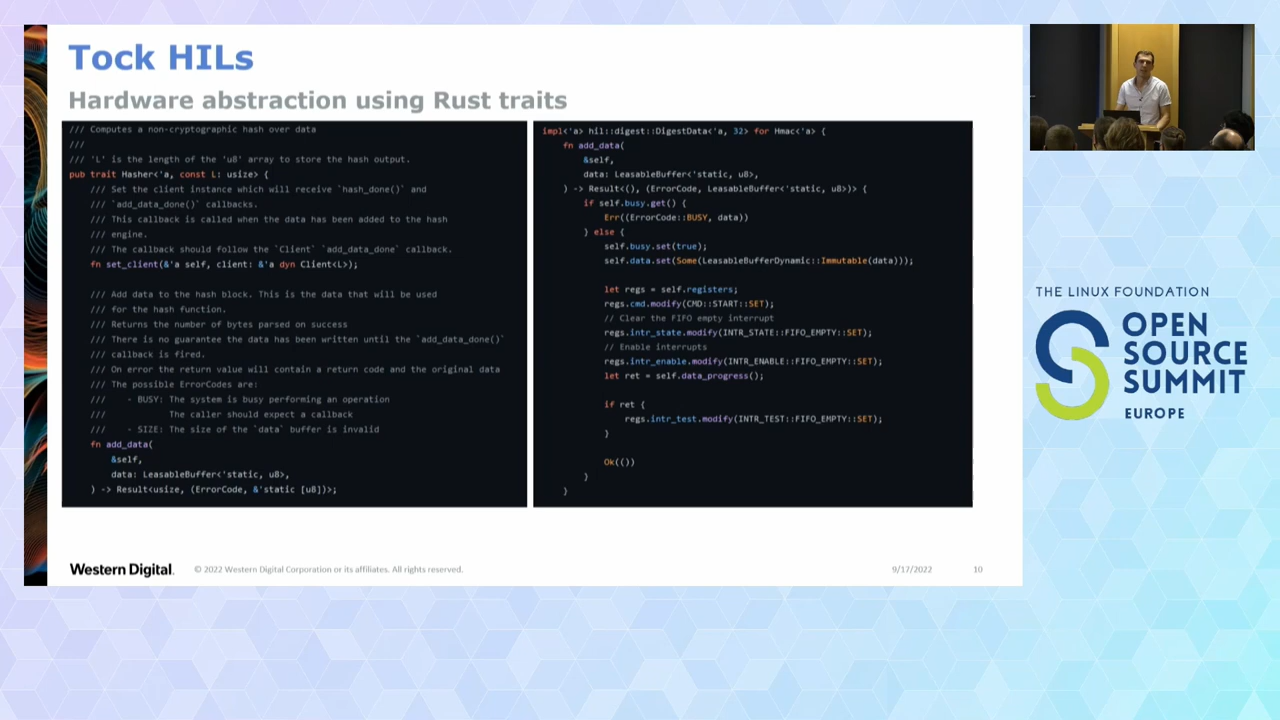 Tock HILs
Hardware abstraction using Rust traits
/// Computes a non-cryptographic hash over data
///
/// 'L' is the length of the 'u8' array to store the hash output.
pub trait Hasher<'a, const L: usize> {
/// Set the client instance which will receive `hash_done()` and
/// `add_data_done()` callbacks.
/// This callback is called when the data has been added to the hash
/// engine.
/// The callback should follow the `Client` `add_data_done` callback.
fn set_client(&'a self, client: &'a dyn Client<L>);
/// Add data to the hash block. This is the data that will be used
/// for the hash function.
/// Returns the number of bytes parsed on success
/// There is no guarantee the data has been written until the `add_data_done()`
/// callback is fired.
/// On error the return value will contain a return code and the original data
/// The possible ErrorCodes are:
/// - BUSY: The system is busy performing an operation
/// The caller should expect a callback
/// - SIZE: The size of the `data` buffer is invalid
fn add_data(
&self,
data: LeasableBuffer<'static, u8>,
) -> Result<usize, (ErrorCode, &'static [u8])>;
impl<'a> hil::digest::DigestData<'a, 32> for Hmac<'a> {
fn add_data(
&self,
data: LeasableBuffer<'static, u8>,
) -> Result<(), (ErrorCode, LeasableBuffer<'static, u8>)> {
if self.busy.get() {
Err((ErrorCode::BUSY, data))
} else {
self.busy.set(true);
self.data.set(Some(LeasableBufferDynamic::Immutable(data)));
let regs = self.registers;
regs.cmd.modify(CMD::START::SET);
// Clear the FIFO empty interrupt
regs.intr_state.modify(INTR_STATE::FIFO_EMPTY::SET);
// Enable interrupts
regs.intr_enable.modify(INTR_ENABLE::FIFO_EMPTY::SET);
let ret = self.data_progress();
if ret {
regs.intr_test.modify(INTR_TEST::FIFO_EMPTY::SET);
}
Ok(())
}
}
Western Digital.
© 2022 Western Digital Corporation or its affiliates. All rights reserved.
9/17/2022
10
THE LINUX FOUNDATION
OPEN
SOURCE
SUMMIT
EUROPE